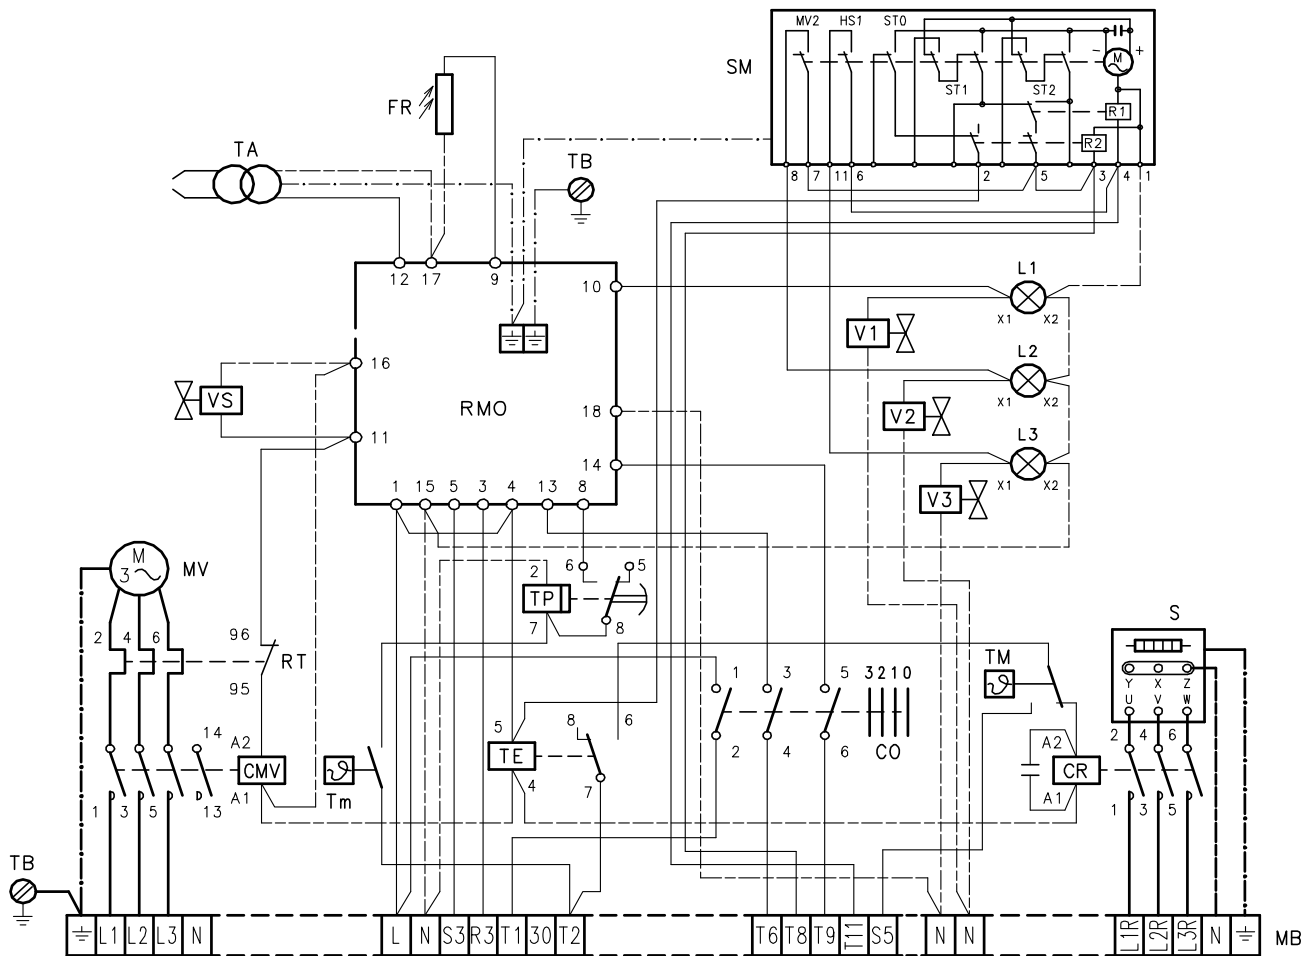 MV2 HS1 ST0
SM
M
- +
ST1 ST2
R1
R2
8 7 11 6 2 5 3 4 1
FR
TA
TB
12 17 9
10
L1
X1 X2
V1
16
L2
X1 X2
VS
RMO
18
V2
11
L3
14
X1 X2
V3
1 15 5 3 4 13 8
M
3
MV
6 5
2
TP
7 8
S
2 4 6
96
RT
95
TM
1 3 5 3 2 1 0
Y X Z
U V W
8 6
5
14
A2
TE
2 4 6 CO
A2
2 4 6
CMV
CR
4
7
Tm
A1
13
A1
1 3 5
1 3 5
TB
L1 L2 L3 N
L N S3 R3 T1 30 T2
T6 T8 T9 T11 S5
N N
L1R L2R L3R N
MB